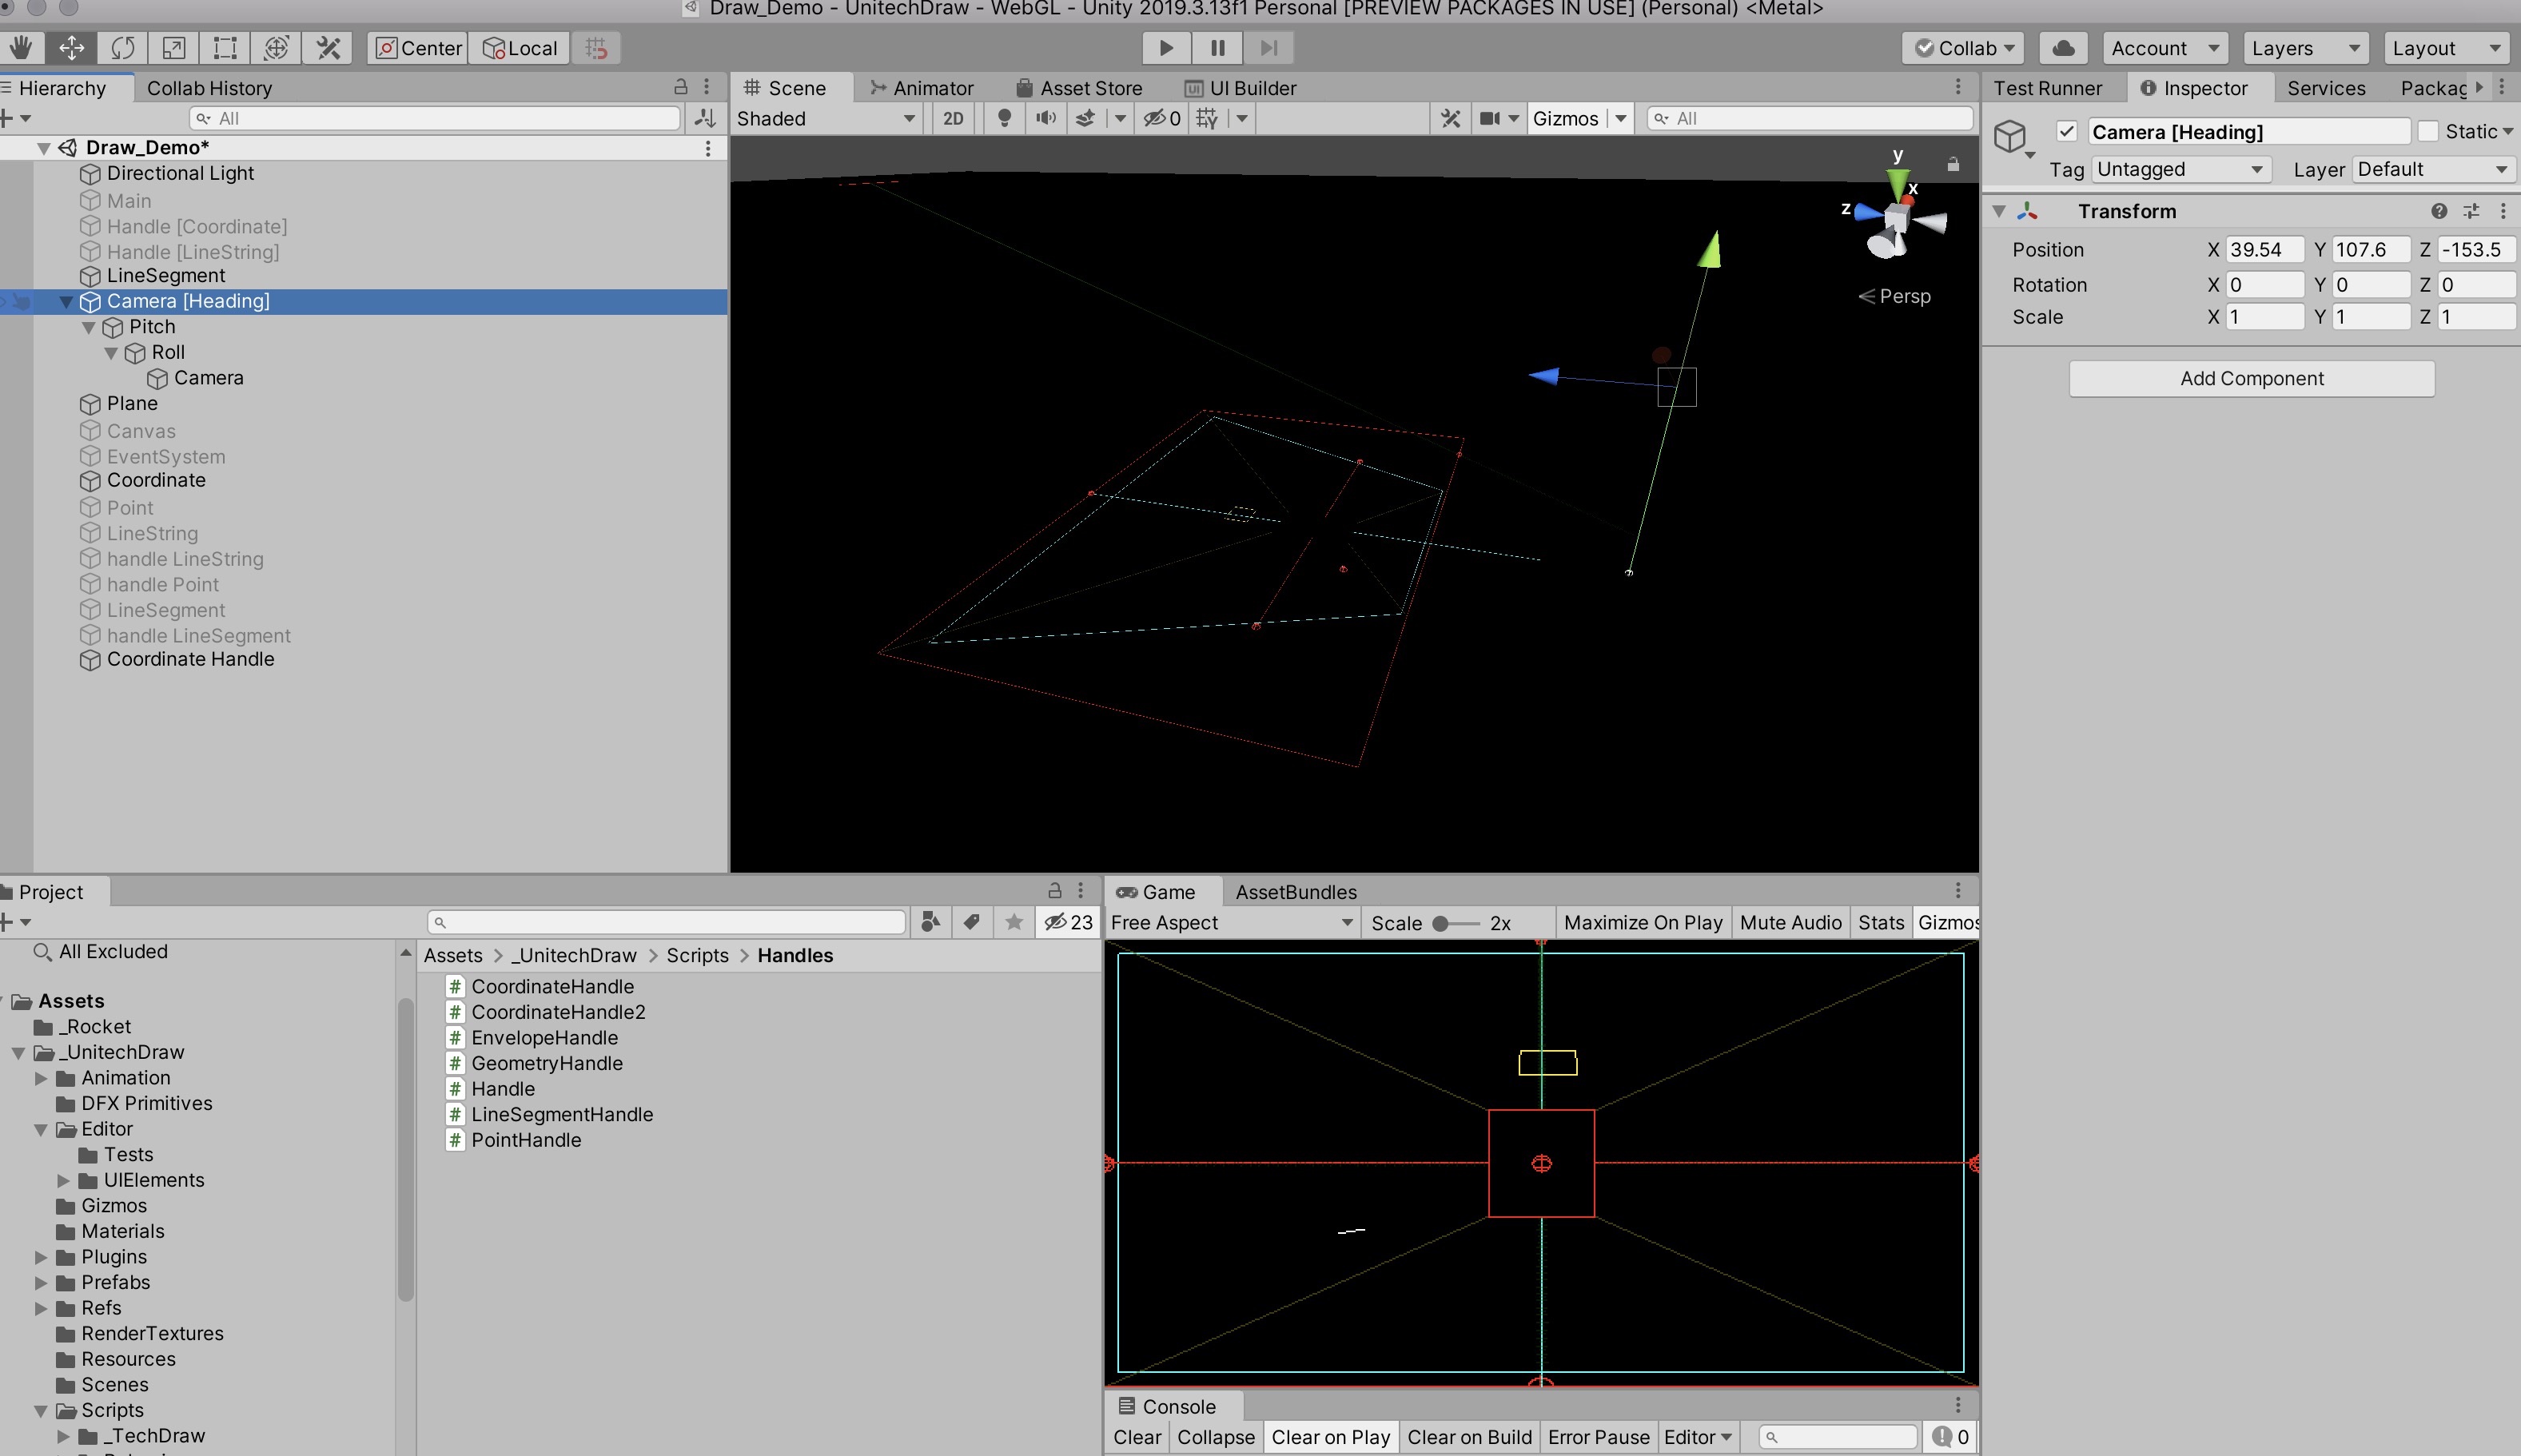 Draw_Demo - UnitechDraw - WebGL - Unity 2019.3.13f1 Personal [PREVIEW PACKAGES IN USE] (Personal) <Metal>
Center Local Collab Account Layers Layout
Hierarchy Collab History
All
Draw_Demo*
Directional Light
Main
Handle [Coordinate]
Handle [LineString]
LineSegment
Camera [Heading]
Pitch
Roll
Camera
Plane
Canvas
EventSystem
Coordinate
Point
LineString
handle LineString
handle Point
LineSegment
handle LineSegment
Coordinate Handle
Scene Animator Asset Store UI Builder
Shaded 2D 0 Gizmos All
y
x
z
Persp
Test Runner Inspector Services Packag
Camera [Heading] Static
Tag Untagged Layer Default
Transform
Position X 39.54 Y 107.6 Z -153.5
Rotation X 0 Y 0 Z 0
Scale X 1 Y 1 Z 1
Add Component
Project
23
All Excluded
Assets
_Rocket
_UnitechDraw
Animation
DFX Primitives
Editor
Tests
UIElements
Gizmos
Materials
Plugins
Prefabs
Refs
RenderTextures
Resources
Scenes
Scripts
_TechDraw
Assets > _UnitechDraw > Scripts > Handles
# CoordinateHandle
# CoordinateHandle2
# EnvelopeHandle
# GeometryHandle
# Handle
# LineSegmentHandle
# PointHandle
Game AssetBundles
Free Aspect Scale 2x Maximize On Play Mute Audio Stats Gizmos
Console
Clear Collapse Clear on Play Clear on Build Error Pause Editor 0